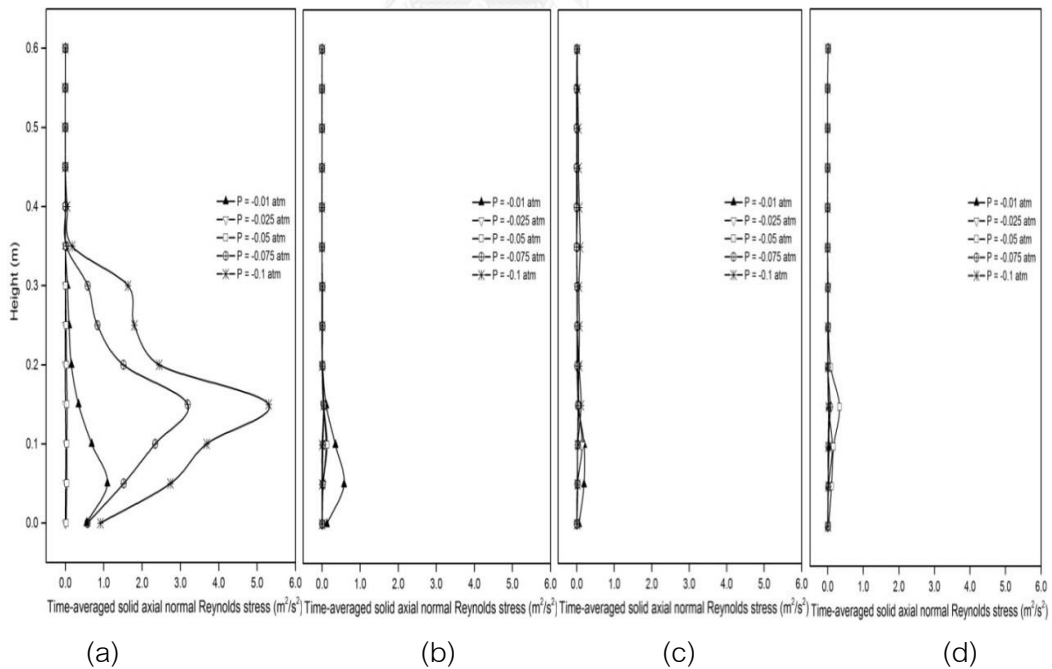 0.6
0.5
0.4
0.3
0.2
0.1
0.0
Height (m)
P = -0.01 atm
P = -0.025 atm
P = -0.05 atm
P = -0.075 atm
P = -0.1 atm
0.0 1.0 2.0 3.0 4.0 5.0 6.0
Time-averaged solid axial normal Reynolds stress (m²/s²)
(a)
P = -0.01 atm
P = -0.025 atm
P = -0.05 atm
P = -0.075 atm
P = -0.1 atm
0.0 1.0 2.0 3.0 4.0 5.0 6.0
Time-averaged solid axial normal Reynolds stress (m²/s²)
(b)
P = -0.01 atm
P = -0.025 atm
P = -0.05 atm
P = -0.075 atm
P = -0.1 atm
0.0 1.0 2.0 3.0 4.0 5.0 6.0
Time-averaged solid axial normal Reynolds stress (m²/s²)
(c)
P = -0.01 atm
P = -0.025 atm
P = -0.05 atm
P = -0.075 atm
P = -0.1 atm
0.0 1.0 2.0 3.0 4.0 5.0 6.0
Time-averaged solid axial normal Reynolds stress (m²/s²)
(d)